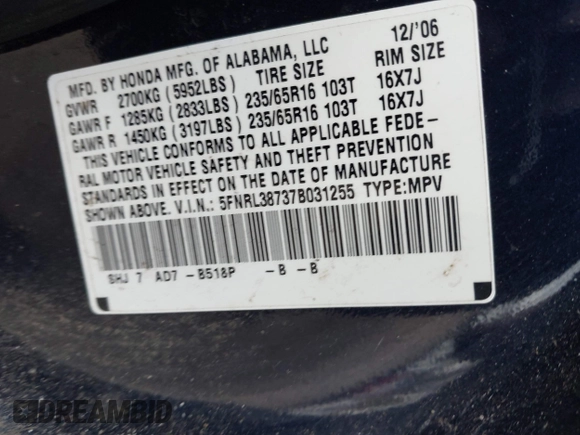 MFD. BY HONDA MFG. OF ALABAMA, LLC 12/'06
GVWR 2700KG (5952LBS) TIRE SIZE RIM SIZE
GAWR F 1285KG (2833LBS) 235/65R16 103T 16X7J
GAWR R 1450KG (3197LBS) 235/65R16 103T 16X7J
THIS VEHICLE CONFORMS TO ALL APPLICABLE FEDE-
RAL MOTOR VEHICLE SAFETY AND THEFT PREVENTION
STANDARDS IN EFFECT ON THE DATE OF MANUFACTURE
SHOWN ABOVE. V.I.N.: 5FNRL38737B031255 TYPE:MPV
SHJ 7 AD7 -B518P -B -B
DREAMBID